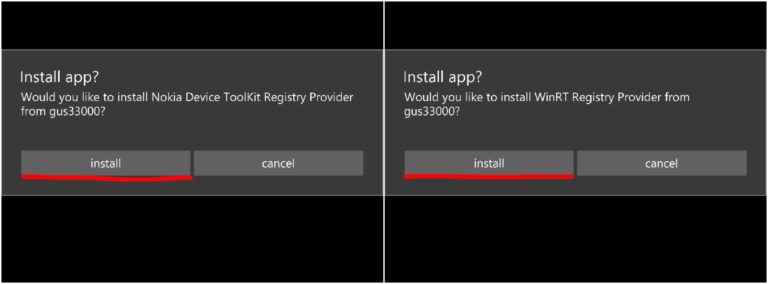 Install app?
Would you like to install Nokia Device ToolKit Registry Provider
from gus33000?
install cancel
Install app?
Would you like to install WinRT Registry Provider from
gus33000?
install cancel